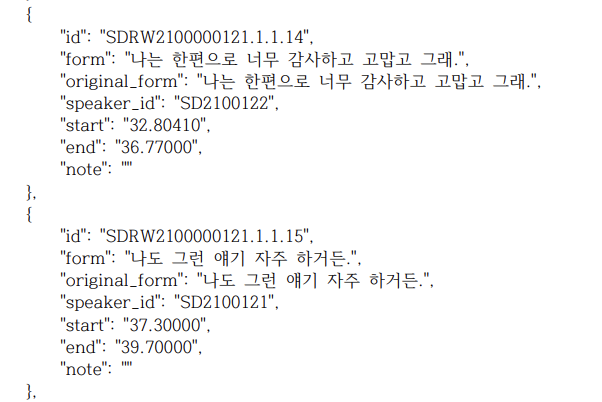 {
"id": "SDRW2100000121.1.1.14",
"form": "나는 한편으로 너무 감사하고 고맙고 그래.",
"original_form": "나는 한편으로 너무 감사하고 고맙고 그래.",
"speaker_id": "SD2100122",
"start": "32.80410",
"end": "36.77000",
"note": ""
},
{
"id": "SDRW2100000121.1.1.15",
"form": "나도 그런 얘기 자주 하거든.",
"original_form": "나도 그런 얘기 자주 하거든.",
"speaker_id": "SD2100121",
"start": "37.30000",
"end": "39.70000",
"note": ""
},